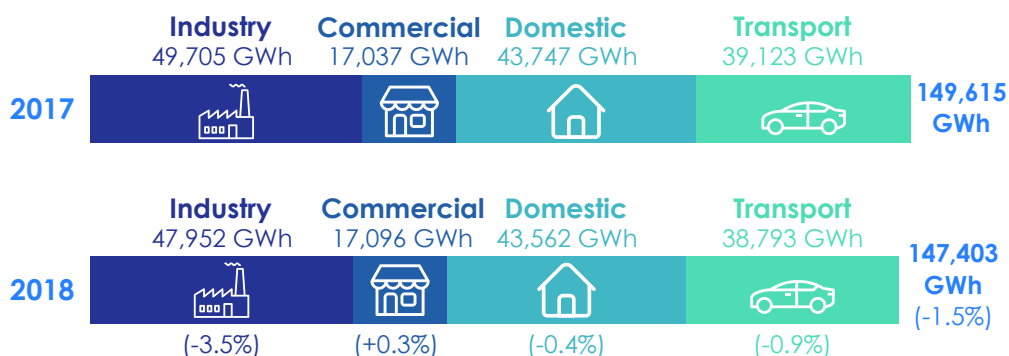 Industry Commercial Domestic Transport
49,705 GWh 17,037 GWh 43,747 GWh 39,123 GWh
2017
149,615
GWh
Industry Commercial Domestic Transport
47,952 GWh 17,096 GWh 43,562 GWh 38,793 GWh
2018
147,403
GWh
(-1.5%)
(-3.5%) (+0.3%) (-0.4%) (-0.9%)